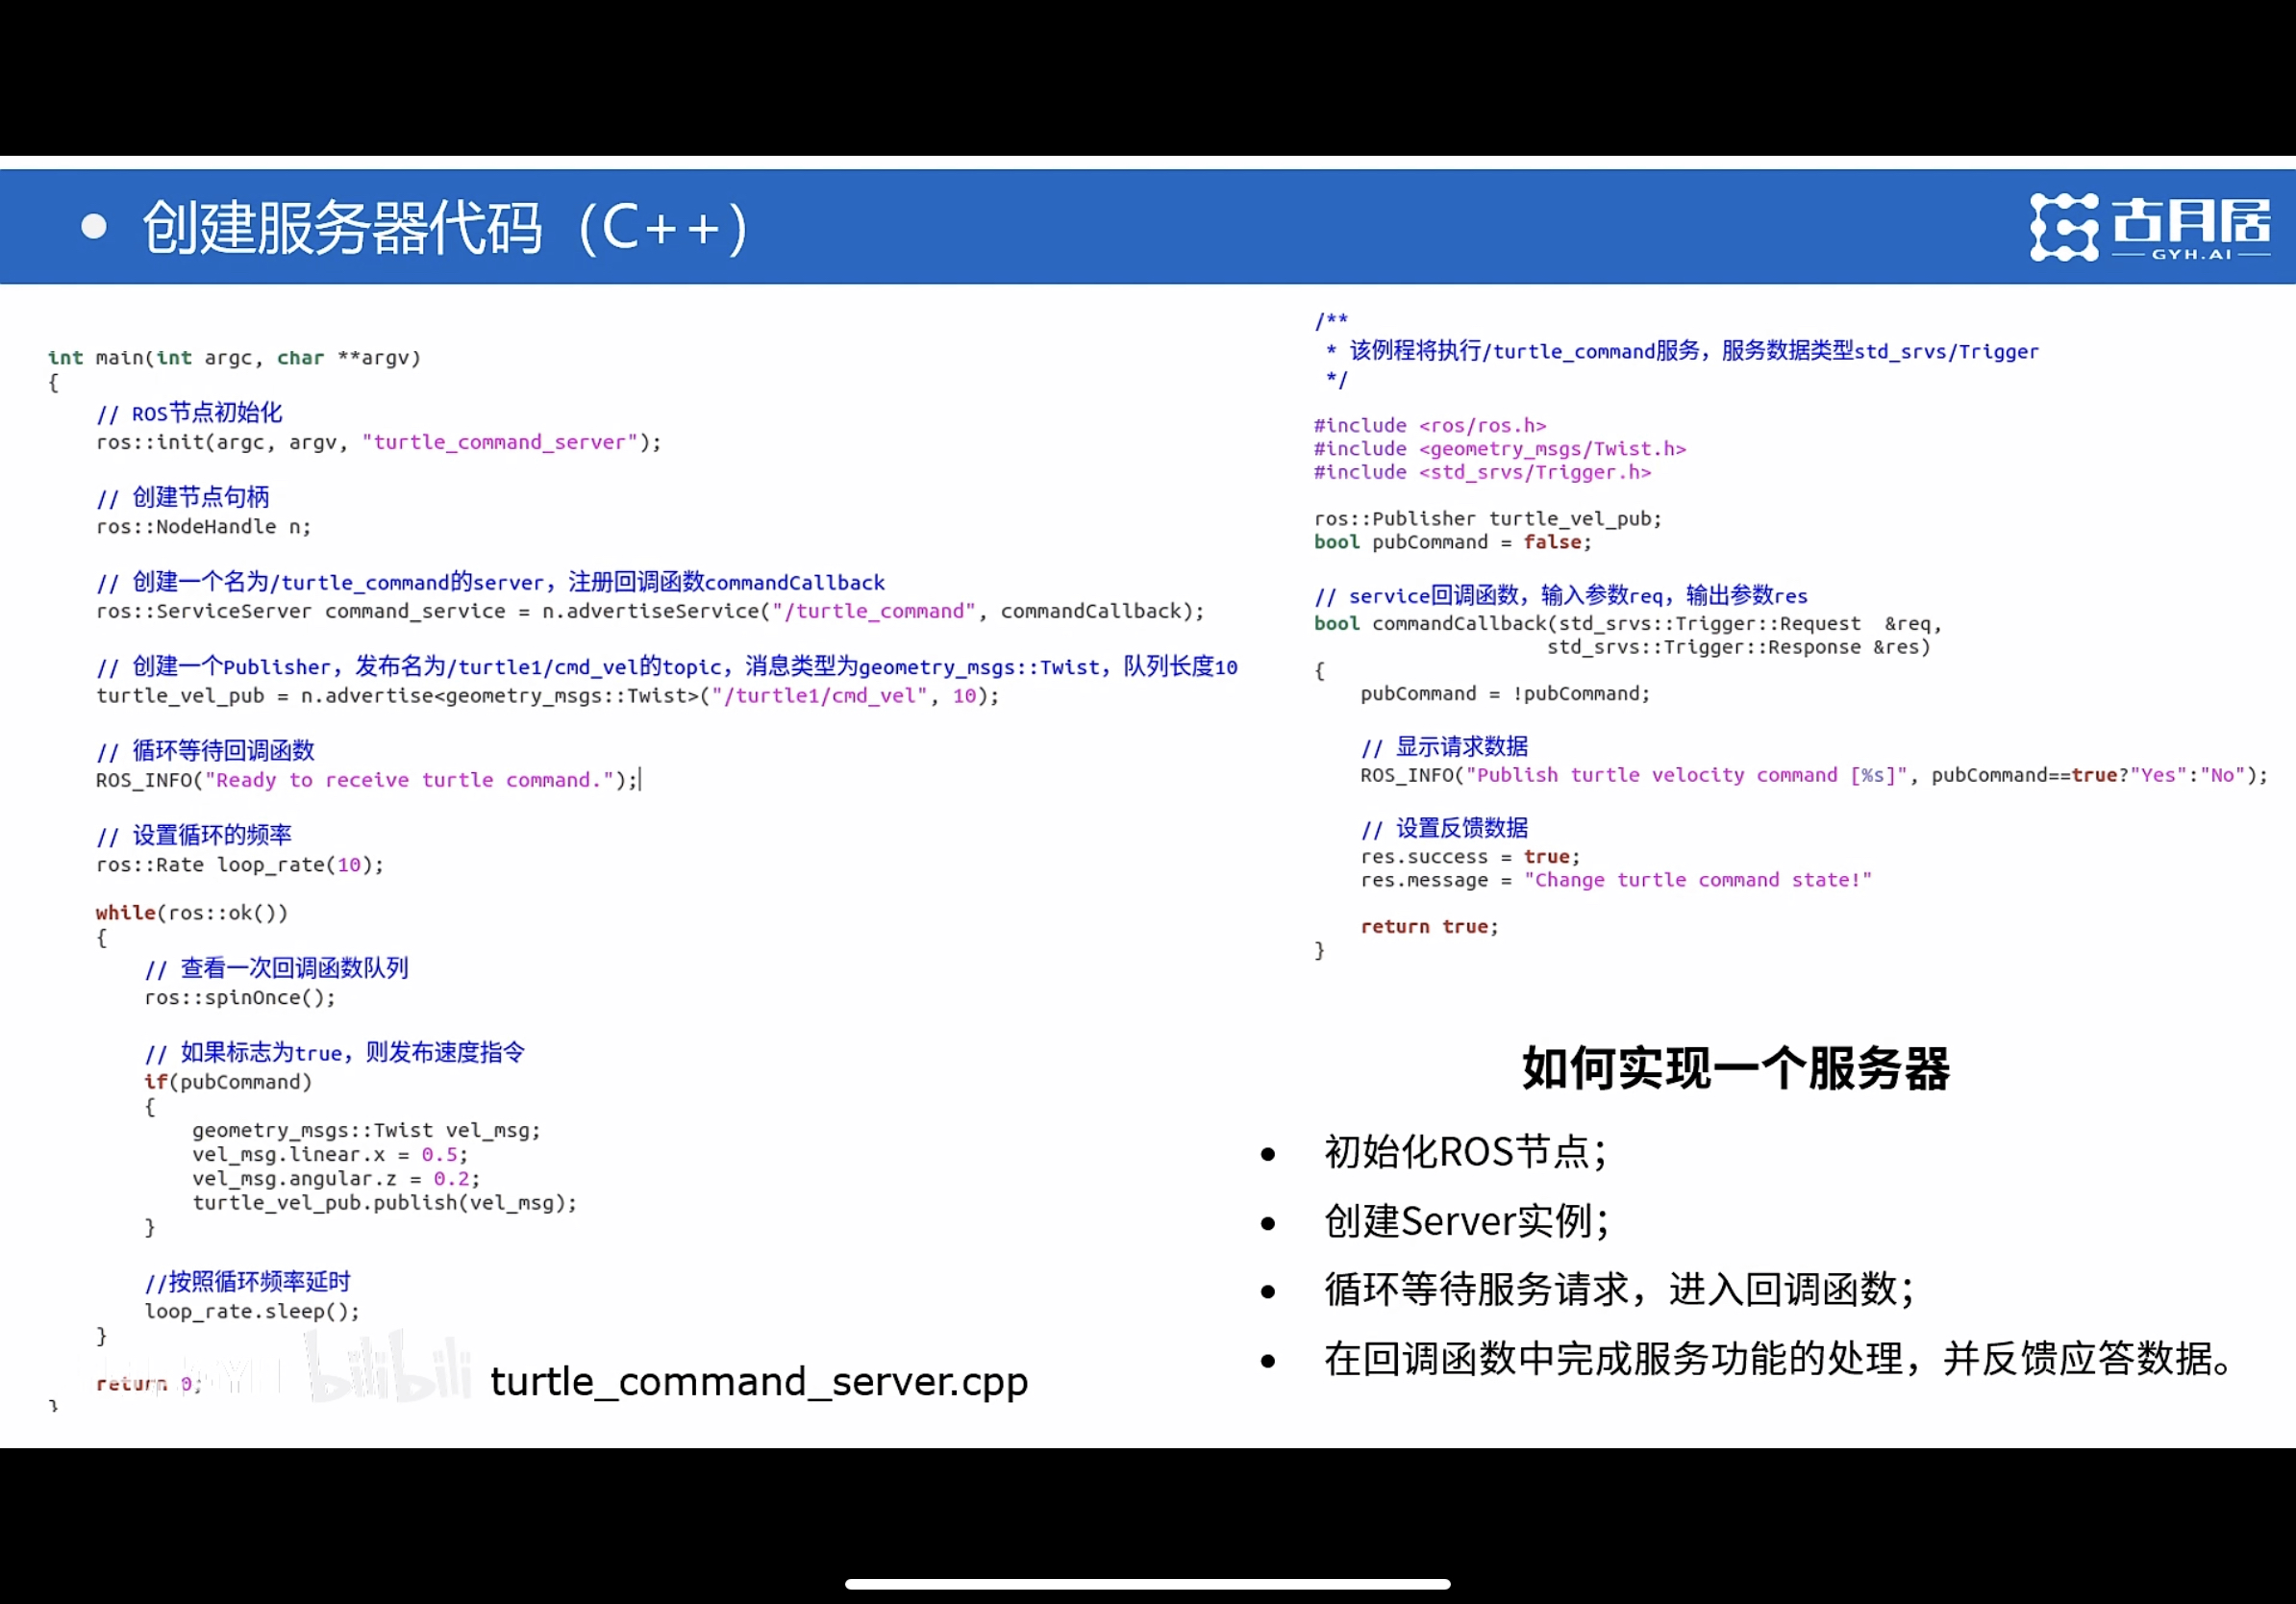 创建服务器代码（C++）
古月居
GYH.AI
int main(int argc, char **argv)
{
// ROS节点初始化
ros::init(argc, argv, "turtle_command_server");
// 创建节点句柄
ros::NodeHandle n;
// 创建一个名为/turtle_command的server，注册回调函数commandCallback
ros::ServiceServer command_service = n.advertiseService("/turtle_command", commandCallback);
// 创建一个Publisher，发布名为/turtle1/cmd_vel的topic，消息类型为geometry_msgs::Twist，队列长度10
turtle_vel_pub = n.advertise<geometry_msgs::Twist>("/turtle1/cmd_vel", 10);
// 循环等待回调函数
ROS_INFO("Ready to receive turtle command.");
// 设置循环的频率
ros::Rate loop_rate(10);
while(ros::ok())
{
// 查看一次回调函数队列
ros::spinOnce();
// 如果标志为true，则发布速度指令
if(pubCommand)
{
geometry_msgs::Twist vel_msg;
vel_msg.linear.x = 0.5;
vel_msg.angular.z = 0.2;
turtle_vel_pub.publish(vel_msg);
}
//按照循环频率延时
loop_rate.sleep();
}
return 0;
}
bilibili
turtle_command_server.cpp
/**
* 该例程将执行/turtle_command服务，服务数据类型std_srvs/Trigger
*/
#include <ros/ros.h>
#include <geometry_msgs/Twist.h>
#include <std_srvs/Trigger.h>
ros::Publisher turtle_vel_pub;
bool pubCommand = false;
// service回调函数，输入参数req，输出参数res
bool commandCallback(std_srvs::Trigger::Request &req,
std_srvs::Trigger::Response &res)
{
pubCommand = !pubCommand;
// 显示请求数据
ROS_INFO("Publish turtle velocity command [%s]", pubCommand==true?"Yes":"No");
// 设置反馈数据
res.success = true;
res.message = "Change turtle command state!"
return true;
}
如何实现一个服务器
• 初始化ROS节点；
• 创建Server实例；
• 循环等待服务请求，进入回调函数；
• 在回调函数中完成服务功能的处理，并反馈应答数据。